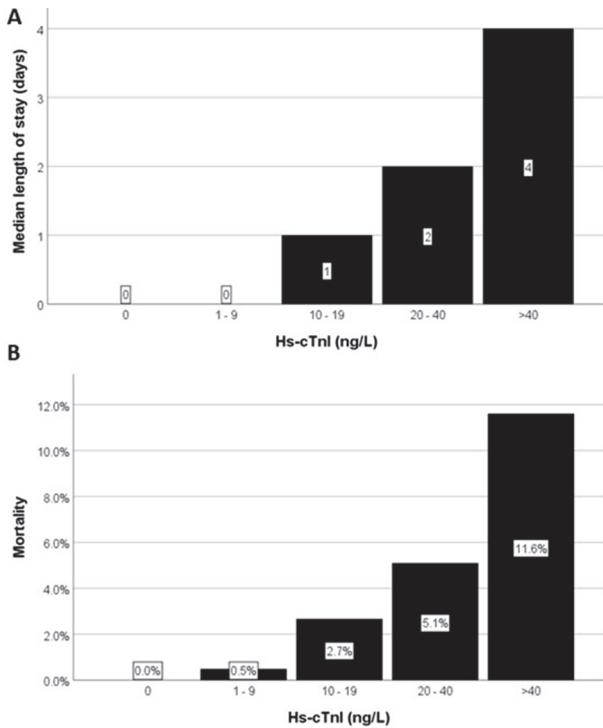 A
Median length of stay (days)
4
3
2
1
0
0
0
1
2
4
0
1 - 9
10 - 19
20 - 40
>40
Hs-cTnI (ng/L)
B
Mortality
12.0%
10.0%
8.0%
6.0%
4.0%
2.0%
0.0%
0.0%
0.5%
2.7%
5.1%
11.6%
0
1 - 9
10 - 19
20 - 40
>40
Hs-cTnI (ng/L)